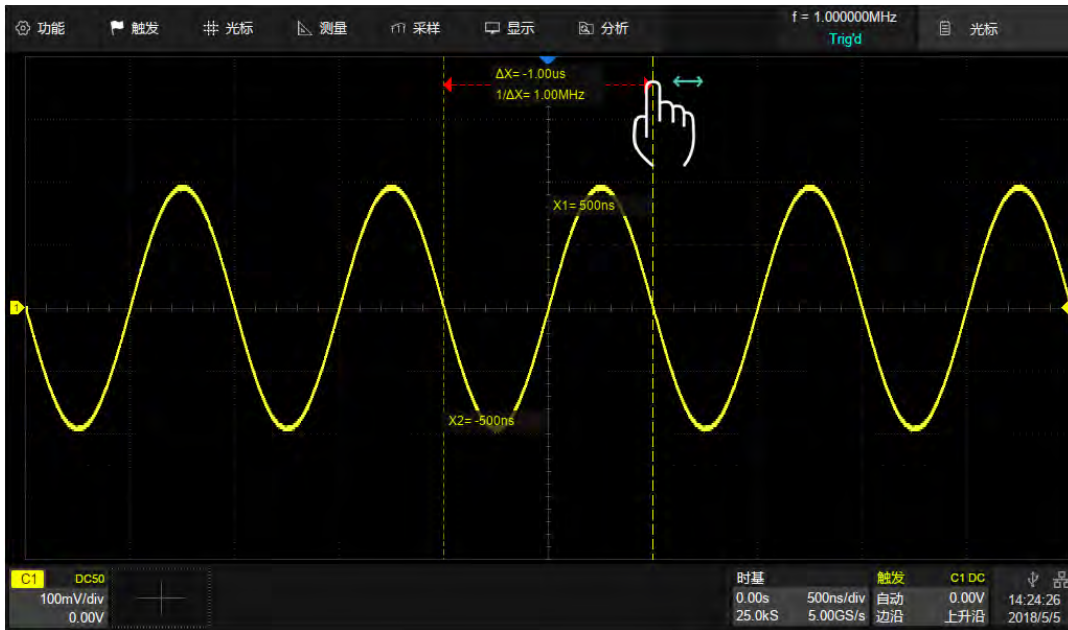 功能 触发 光标 测量 采样 显示 分析 f = 1.000000MHz 光标
Trig'd
ΔX= -1.00us
1/ΔX= 1.00MHz
X1= 500ns
1
X2= -500ns
C1 DC50 时基 触发 C1 DC
100mV/div 0.00s 500ns/div 自动 0.00V 14:24:26
0.00V 25.0kS 5.00GS/s 边沿 上升沿 2018/5/5